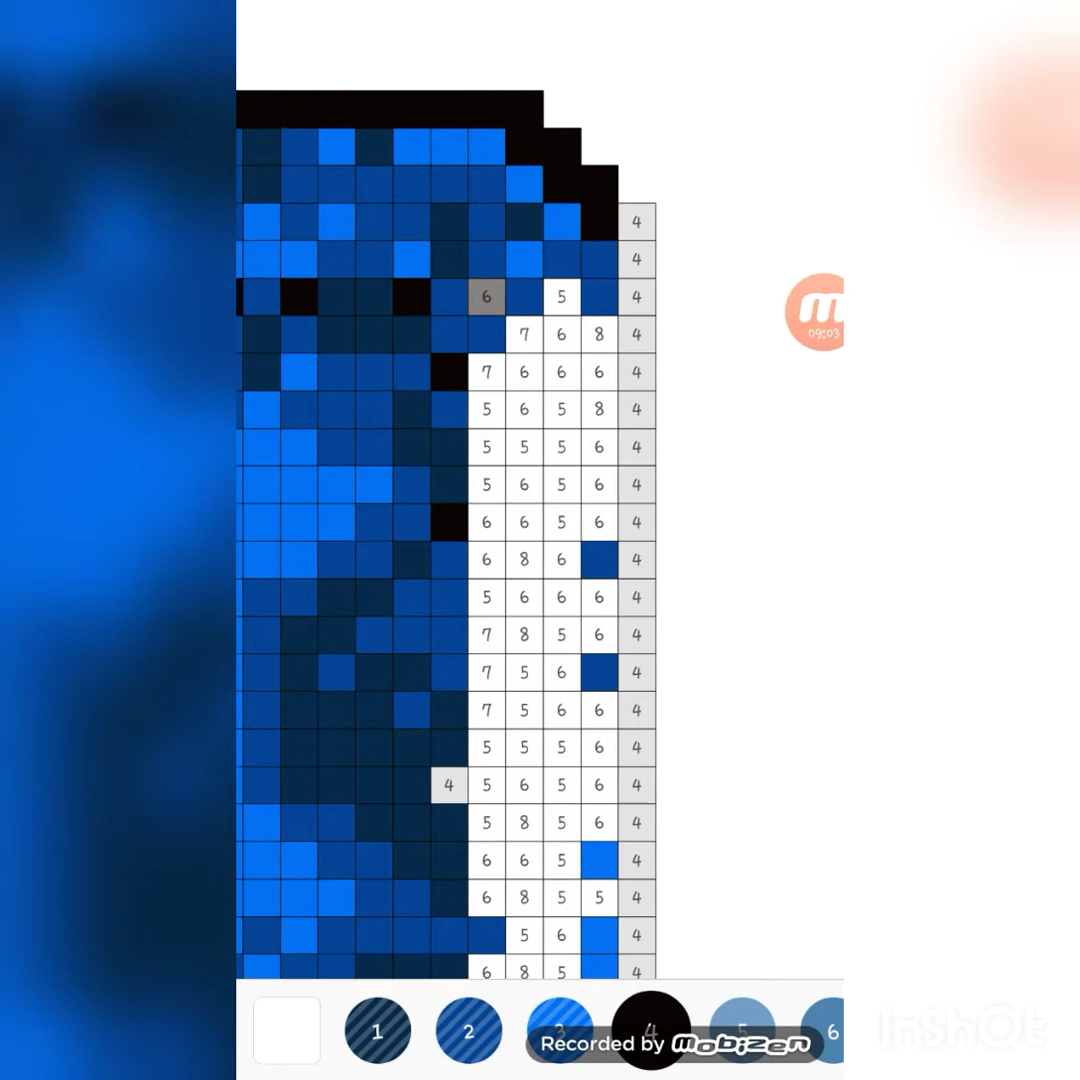 4
4
6 5 4
7 6 8 4
7 6 6 6 4
5 6 5 8 4
5 5 5 6 4
5 6 5 6 4
6 6 5 6 4
6 8 6 4
5 6 6 6 4
7 8 5 6 4
7 5 6 4
7 5 6 6 4
5 5 5 6 4
4 5 6 5 6 4
5 8 5 6 4
6 6 5 4
6 8 5 5 4
5 6 4
6 8 5 4
09:03
1 2 3 4 5 6
Recorded by mobizen
InShOt